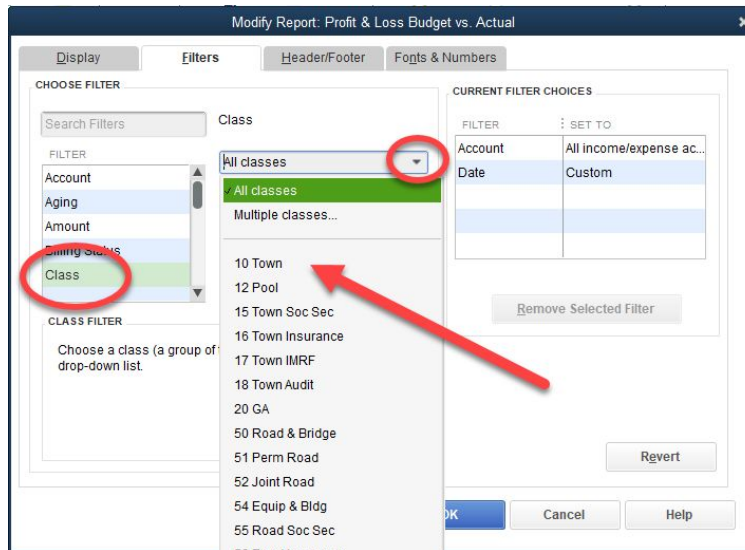 Modify Report: Profit & Loss Budget vs. Actual
Display
Filters
Header/Footer
Fonts & Numbers
CHOOSE FILTER
Search Filters
FILTER
Account
Aging
Amount
Billing Status
Class
Class
All classes
All classes
Multiple classes...
10 Town
12 Pool
15 Town Soc Sec
16 Town Insurance
17 Town IMRF
18 Town Audit
20 GA
50 Road & Bridge
51 Perm Road
52 Joint Road
54 Equip & Bldg
55 Road Soc Sec
CLASS FILTER
Choose a class (a group of
drop-down list.
CURRENT FILTER CHOICES
FILTER SET TO
Account All income/expense ac...
Date Custom
Remove Selected Filter
Revert
OK
Cancel
Help